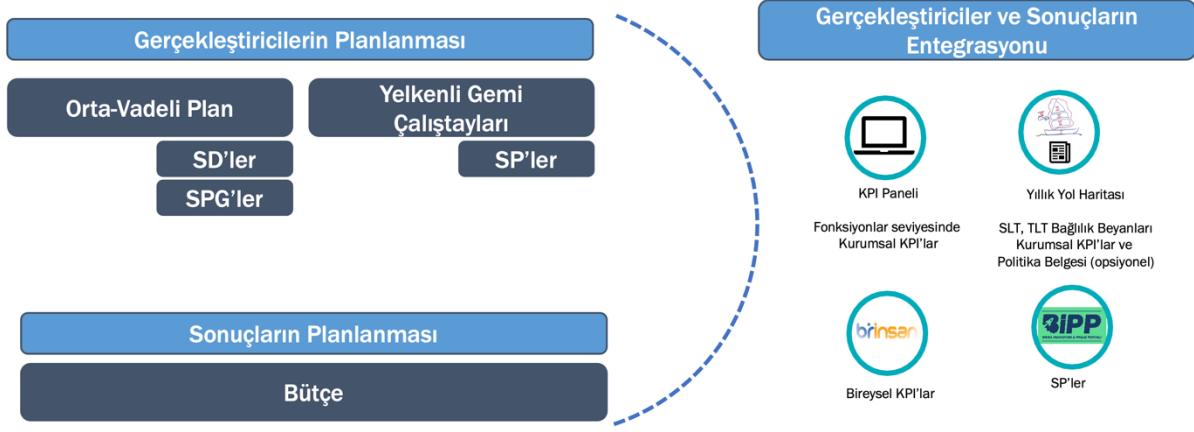 Gerçekleştiricilerin Planlanması
Orta-Vadeli Plan
SD'ler
SPG'ler
Yelkenli Gemi
Çalıştayları
SP'ler
Sonuçların Planlanması
Bütçe
Gerçekleştiriciler ve Sonuçların
Entegrasyonu
KPI Paneli
Fonksiyonlar seviyesinde
Kurumsal KPI'lar
Yıllık Yol Haritası
SLT, TLT Bağlılık Beyanları
Kurumsal KPI'lar ve
Politika Belgesi (opsiyonel)
birinsan
Bireysel KPI'lar
BiPP
SP'ler